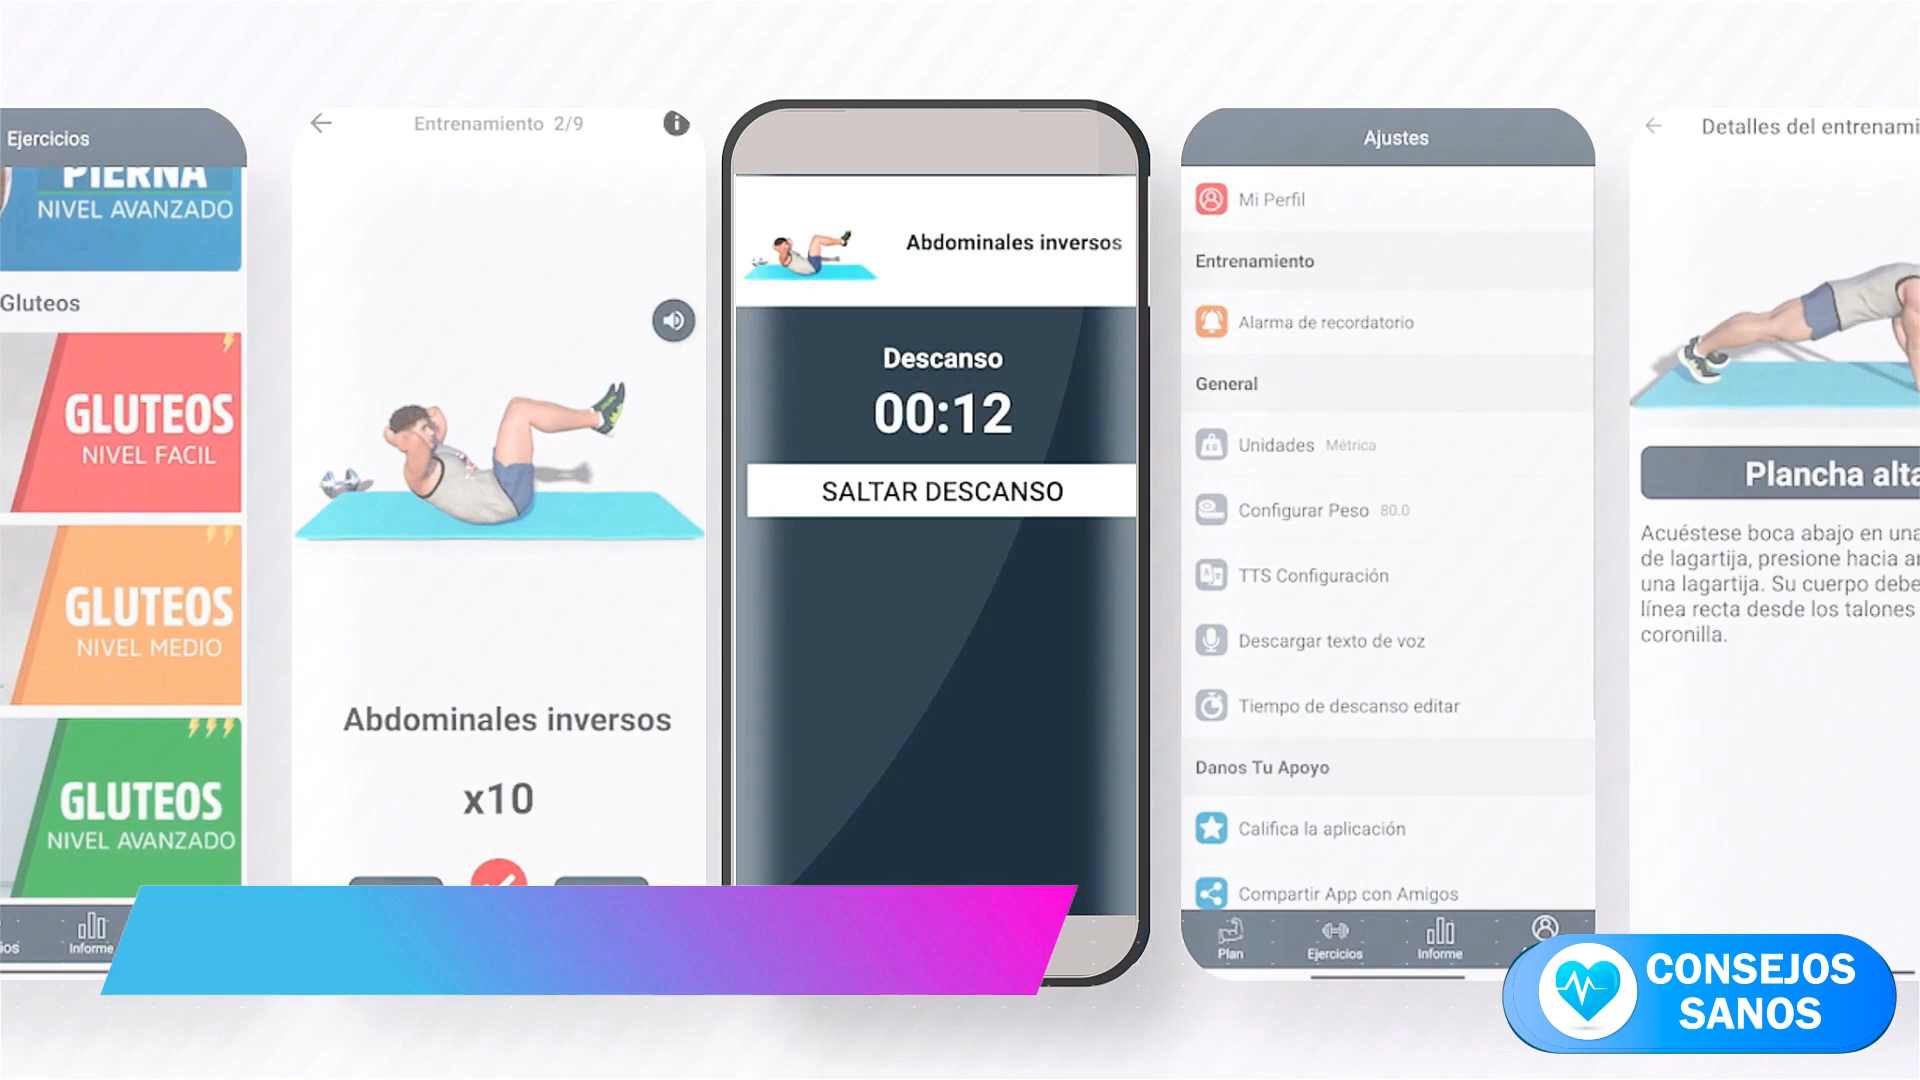 Ejercicios
PIERNA
NIVEL AVANZADO
Gluteos
GLUTEOS
NIVEL FACIL
GLUTEOS
NIVEL MEDIO
GLUTEOS
NIVEL AVANZADO
Informe
Entrenamiento 2/9
Abdominales inversos
x10
Abdominales inversos
Descanso
00:12
SALTAR DESCANSO
Ajustes
Mi Perfil
Entrenamiento
Alarma de recordatorio
General
Unidades Métrica
Configurar Peso 80.0
TTS Configuración
Descargar texto de voz
Tiempo de descanso editar
Danos Tu Apoyo
Califica la aplicación
Compartir App con Amigos
Plan
Ejercicios
Informe
Detalles del entrenami
Plancha alta
Acuéstese boca abajo en una
de lagartija, presione hacia ar
una lagartija. Su cuerpo debe
línea recta desde los talones
coronilla.
CONSEJOS
SANOS